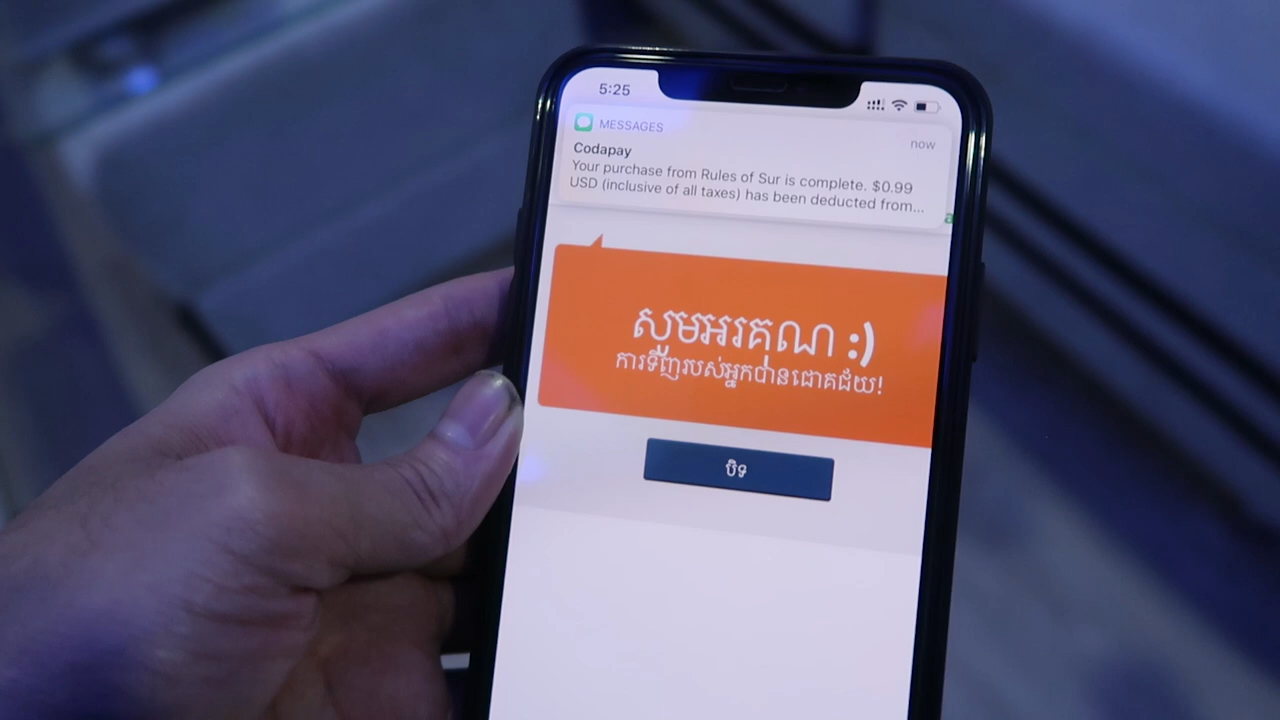 5:25
MESSAGES
now
Codapay
Your purchase from Rules of Sur is complete. $0.99
USD (inclusive of all taxes) has been deducted from...
សូមអរគុណ :)
ការទិញរបស់អ្នកបានជោគជ័យ!
បិទ